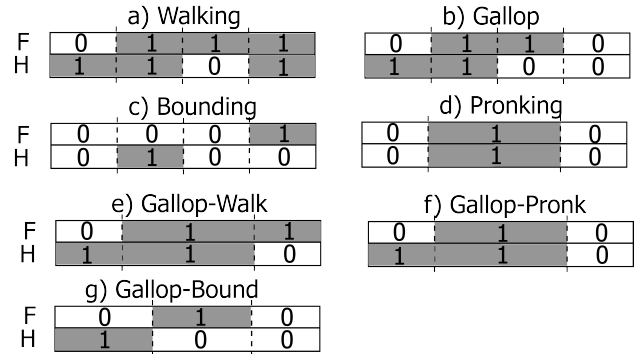 a) Walking
F 0 1 1 1
H 1 1 0 1
b) Gallop
0 1 1 0
1 1 0 0
c) Bounding
F 0 0 0 1
H 0 1 0 0
d) Pronking
0 1 0
0 1 0
e) Gallop-Walk
F 0 1 1
H 1 1 0
f) Gallop-Pronk
0 1 0
1 1 0
g) Gallop-Bound
F 0 1 0
H 1 0 0